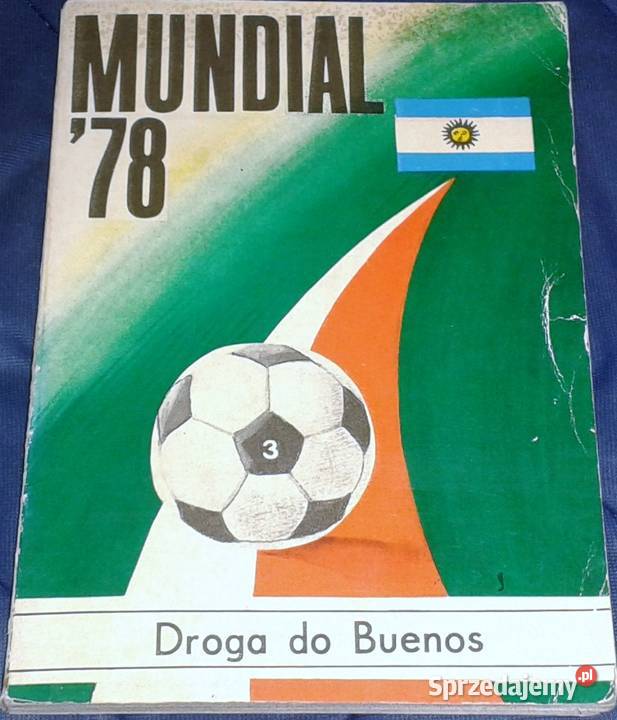 MUNDIAL
'78
3
Droga do Buenos
Sprzedajemy.pl